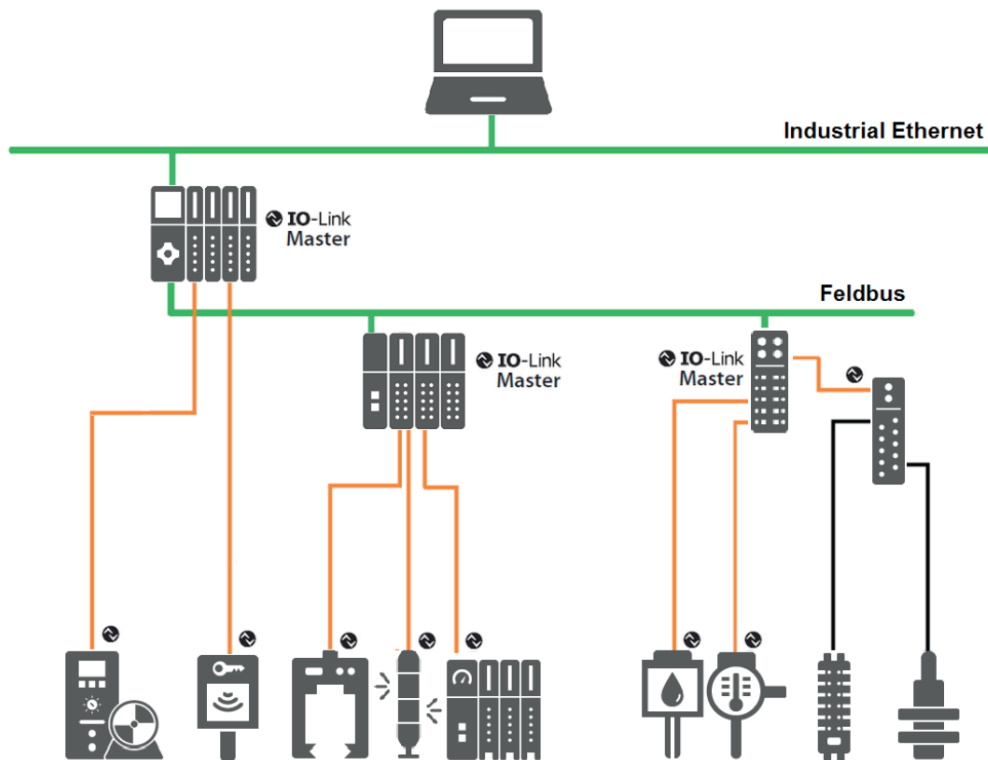 Industrial Ethernet
IO-Link
Master
Feldbus
IO-Link
Master
IO-Link
Master